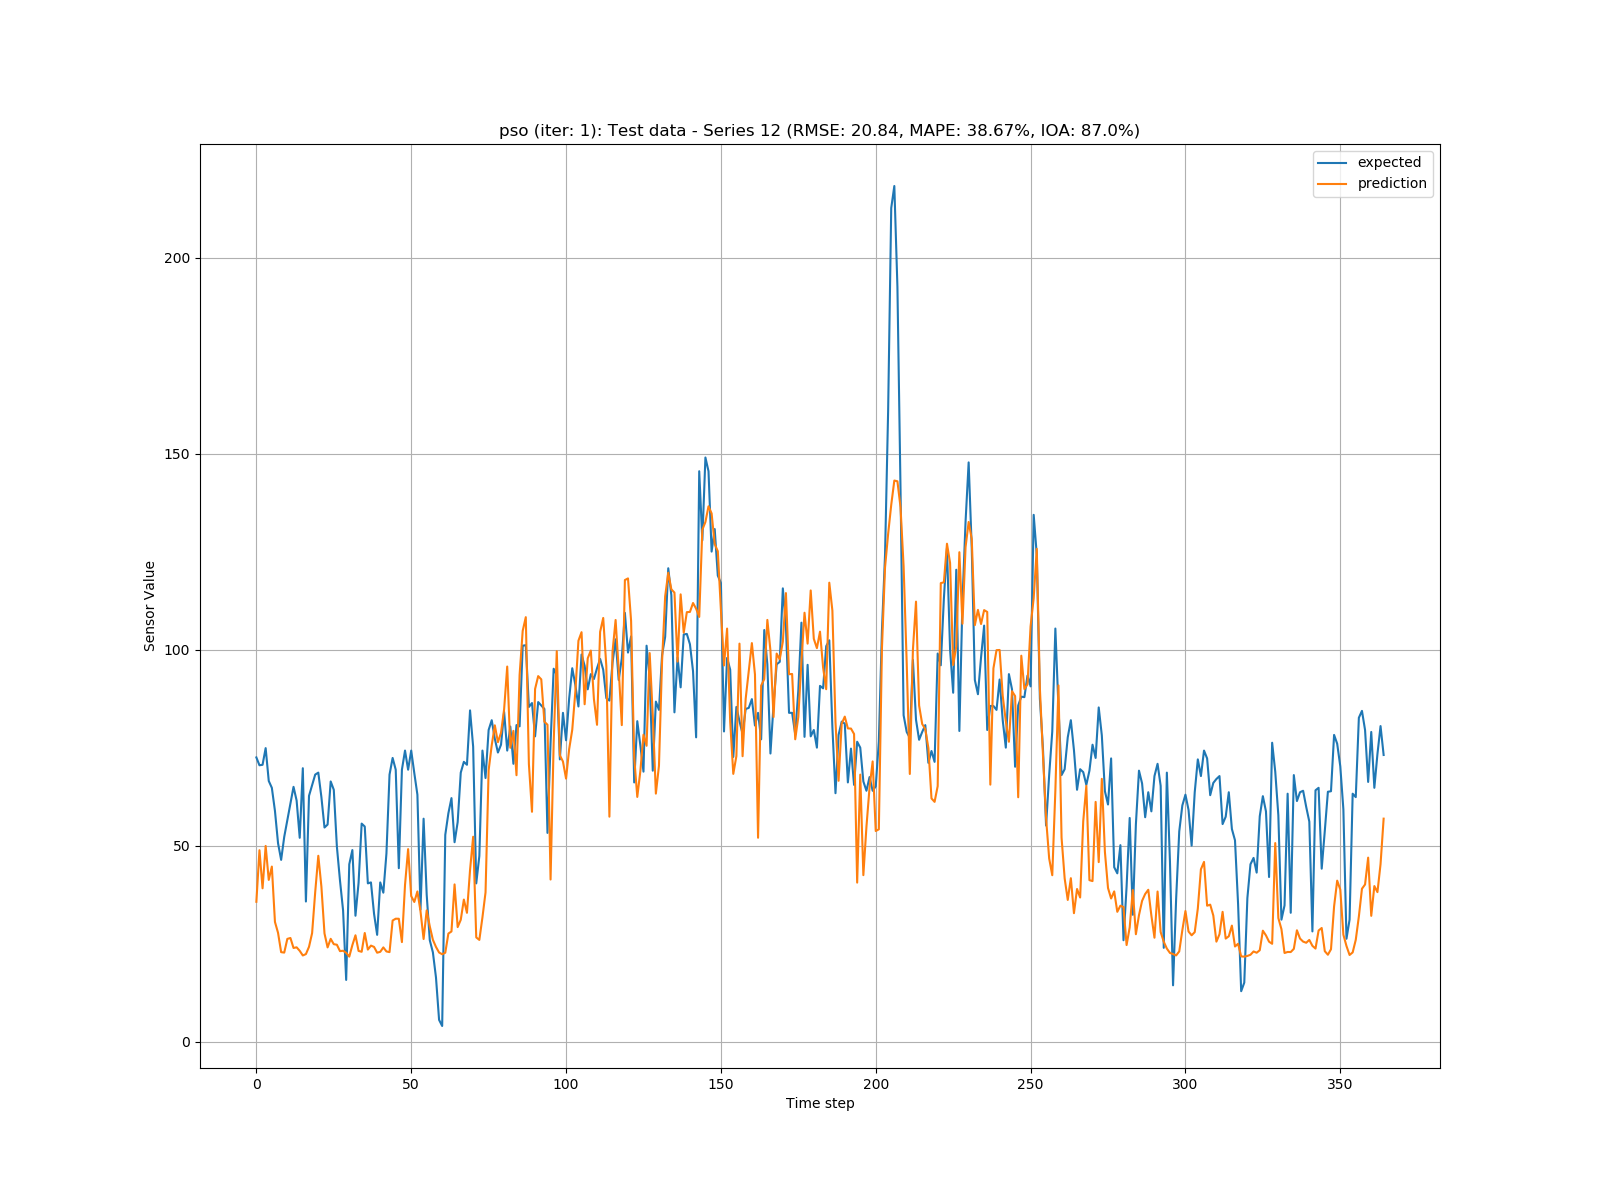 pso (iter: 1): Test data - Series 12 (RMSE: 20.84, MAPE: 38.67%, IOA: 87.0%)
expected
prediction
200
150
100
50
0
Sensor Value
0 50 100 150 200 250 300 350
Time step